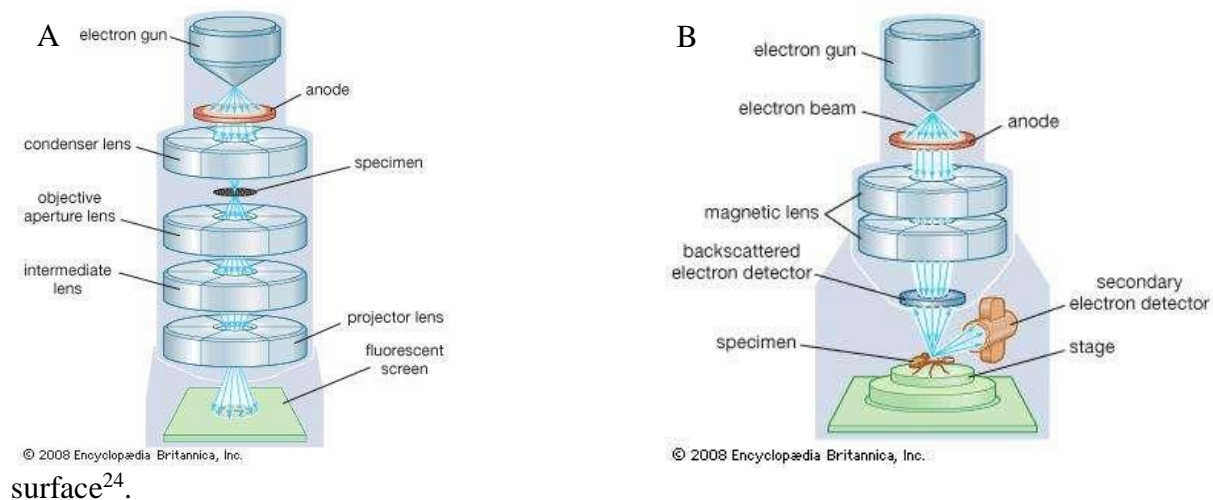 A
electron gun
anode
condenser lens
specimen
objective
aperture lens
intermediate
lens
projector lens
fluorescent
screen
© 2008 Encyclopædia Britannica, Inc.
B
electron gun
electron beam
anode
magnetic lens
backscattered
electron detector
secondary
electron detector
specimen
stage
© 2008 Encyclopædia Britannica, Inc.
surface²⁴.